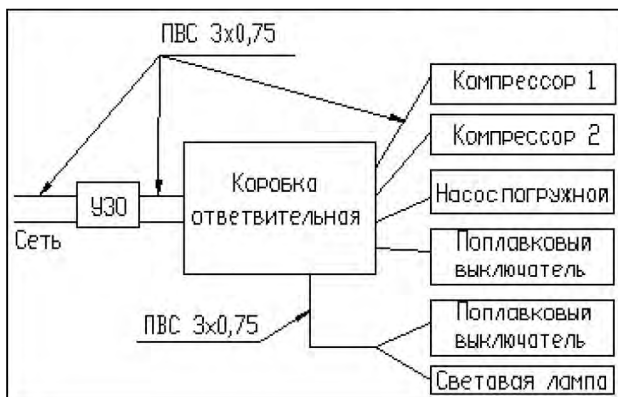 ПВС 3х0,75
Компрессор 1
Компрессор 2
Коробка
ответвительная
УЗО
Насос погружной
Сеть
Поплавковый
выключатель
ПВС 3х0,75
Поплавковый
выключатель
Световая лампа